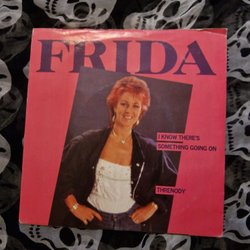 FRIDA
I KNOW THERE'S
SOMETHING GOING ON
THRENODY